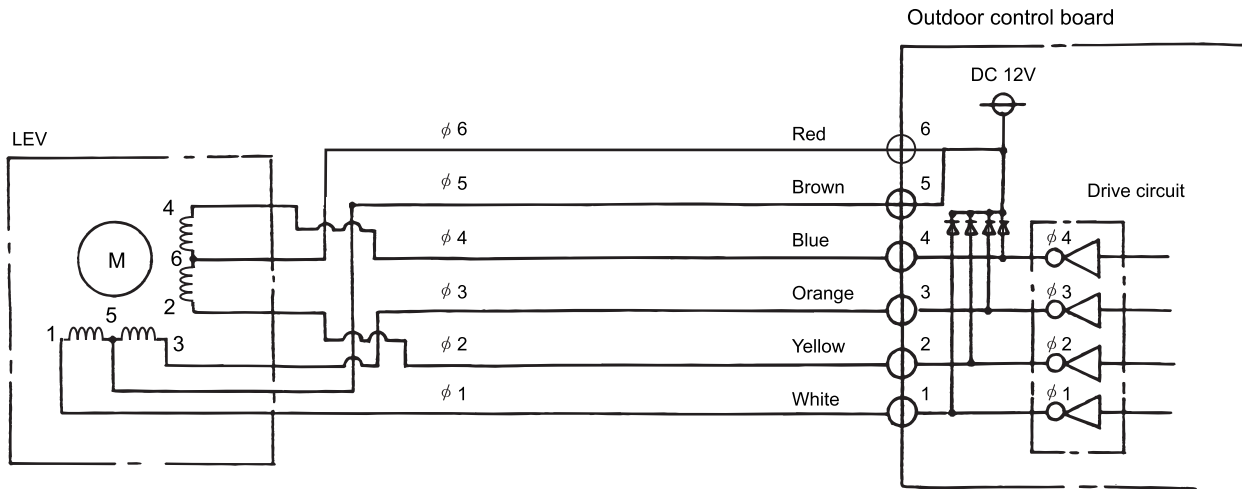 Outdoor control board
DC 12V
LEV
ϕ 6 Red 6
ϕ 5 Brown 5
Drive circuit
4
ϕ 4 Blue 4 ϕ 4
M
6
ϕ 3 Orange 3 ϕ 3
2
5
1 3
ϕ 2 Yellow 2 ϕ 2
ϕ 1 White 1 ϕ 1